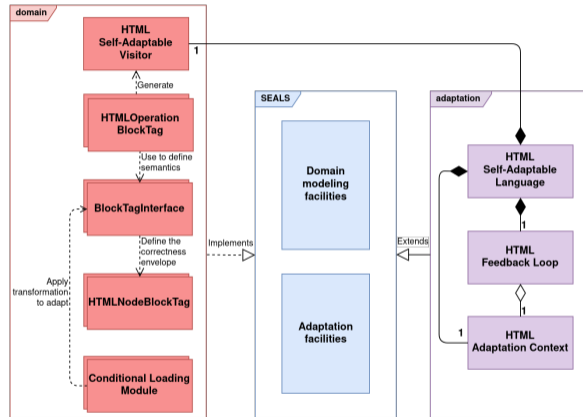 domain
HTML
Self-Adaptable
Visitor
1
Generate
HTMLOperation
BlockTag
Use to define
semantics
BlockTagInterface
Define the
correctness
envelope
Apply
transformation
to adapt
HTMLNodeBlockTag
Conditional Loading
Module
Implements
SEALS
Domain
modeling
facilities
Adaptation
facilities
Extends
adaptation
HTML
Self-Adaptable
Language
1
HTML
Feedback Loop
1
1
HTML
Adaptation Context